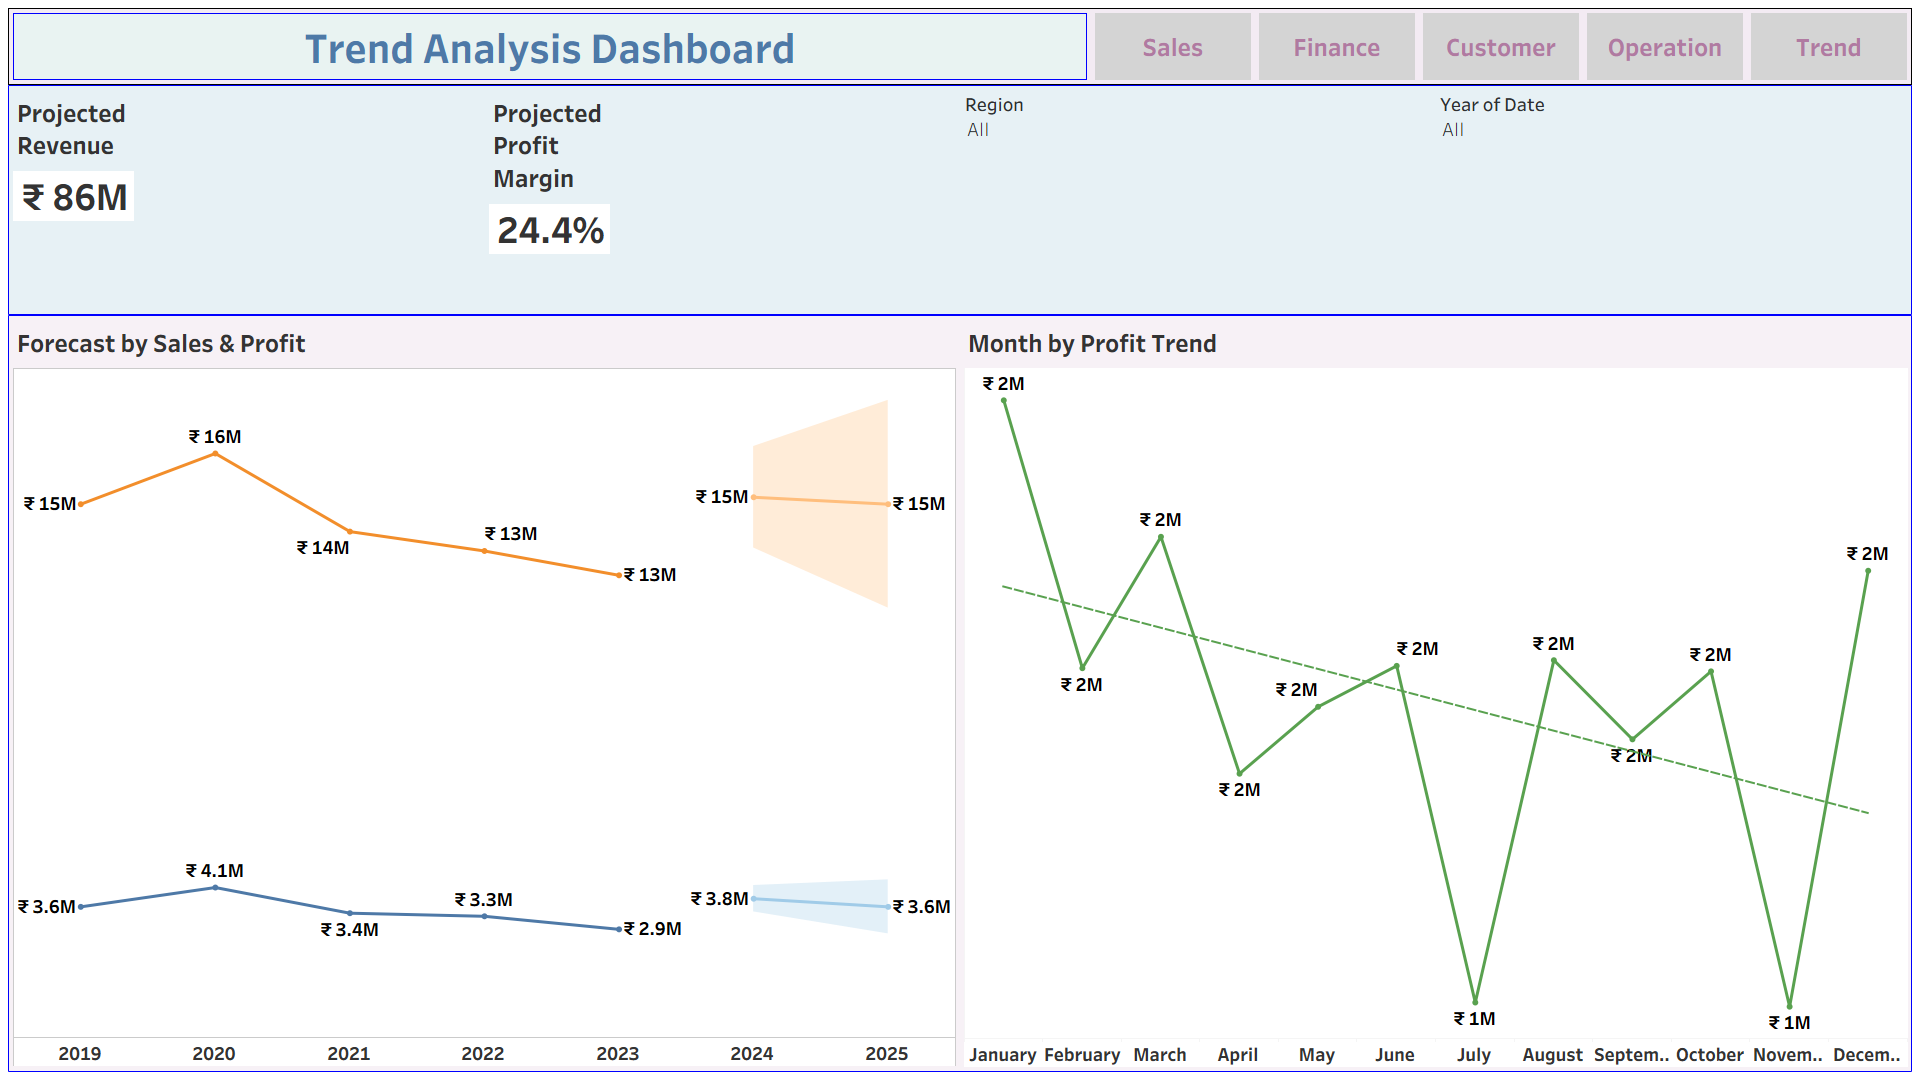 Trend Analysis Dashboard
Sales
Finance
Customer
Operation
Trend
Projected
Revenue
₹ 86M
Projected
Profit
Margin
24.4%
Region
All
Year of Date
All
Forecast by Sales & Profit
₹ 15M
₹ 16M
₹ 14M
₹ 13M
₹ 13M
₹ 15M
₹ 15M
₹ 3.6M
₹ 4.1M
₹ 3.4M
₹ 3.3M
₹ 2.9M
₹ 3.8M
₹ 3.6M
2019 2020 2021 2022 2023 2024 2025
Month by Profit Trend
₹ 2M
₹ 2M
₹ 2M
₹ 2M
₹ 2M
₹ 2M
₹ 1M
₹ 2M
₹ 2M
₹ 2M
₹ 1M
₹ 2M
January February March April May June July August Septem.. October Novem.. Decem..